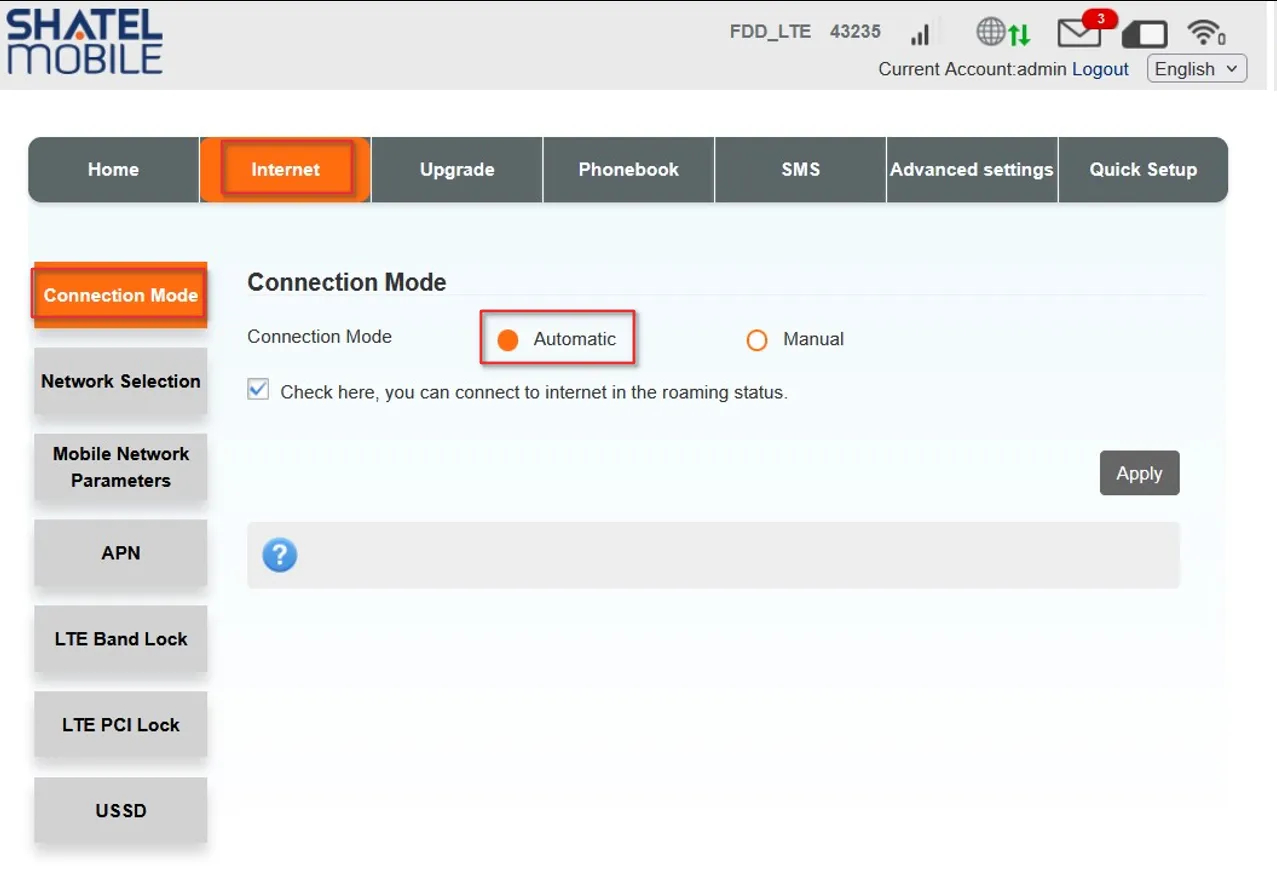 SHATEL
MOBILE
FDD_LTE 43235
3
0
Current Account:admin Logout English
Home Internet Upgrade Phonebook SMS Advanced settings Quick Setup
Connection Mode
Network Selection
Mobile Network
Parameters
APN
LTE Band Lock
LTE PCI Lock
USSD
Connection Mode
Connection Mode Automatic Manual
Check here, you can connect to internet in the roaming status.
Apply
?